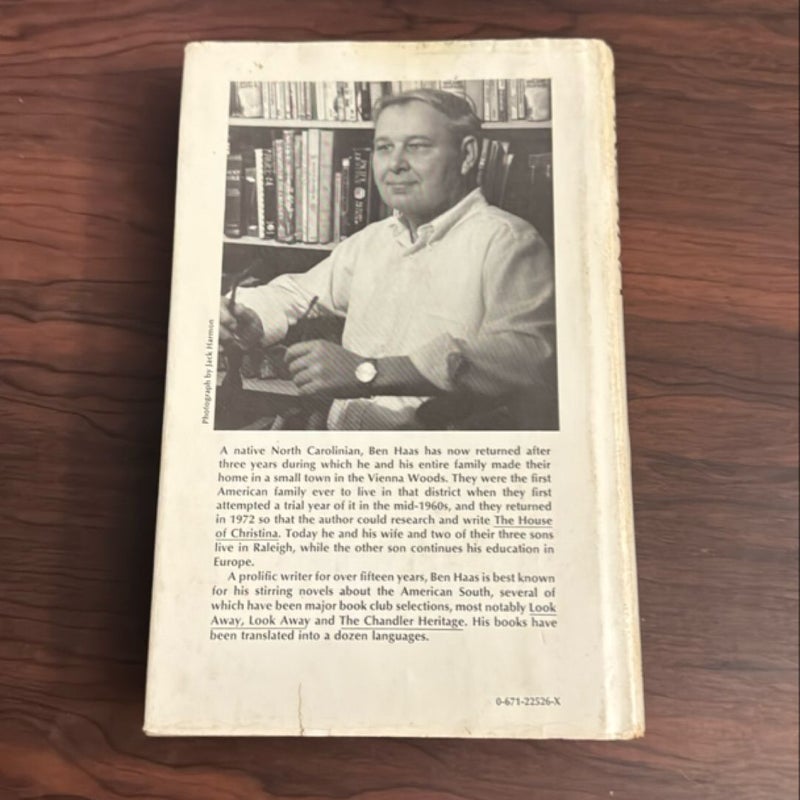 Photograph by Jack Harmon
A native North Carolinian, Ben Haas has now returned after
three years during which he and his entire family made their
home in a small town in the Vienna Woods. They were the first
American family ever to live in that district when they first
attempted a trial year of it in the mid-1960s, and they returned
in 1972 so that the author could research and write The House
of Christina. Today he and his wife and two of their three sons
live in Raleigh, while the other son continues his education in
Europe.
A prolific writer for over fifteen years, Ben Haas is best known
for his stirring novels about the American South, several of
which have been major book club selections, most notably Look
Away, Look Away and The Chandler Heritage. His books have
been translated into a dozen languages.
0-671-22526-X